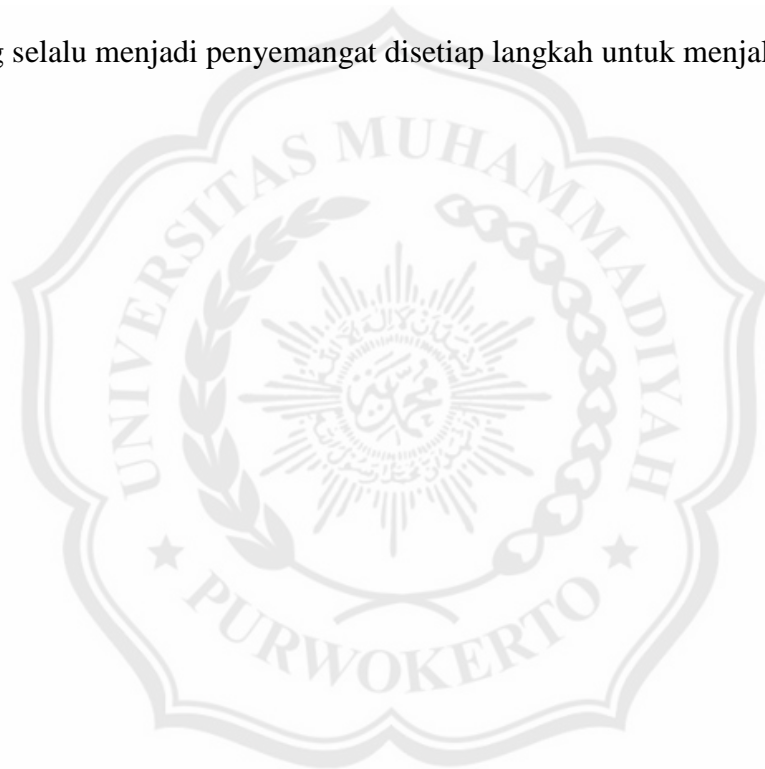 g selalu menjadi penyemangat disetiap langkah untuk menjal
UNIVERSITAS MUHAMMADIYAH
PURWOKERTO